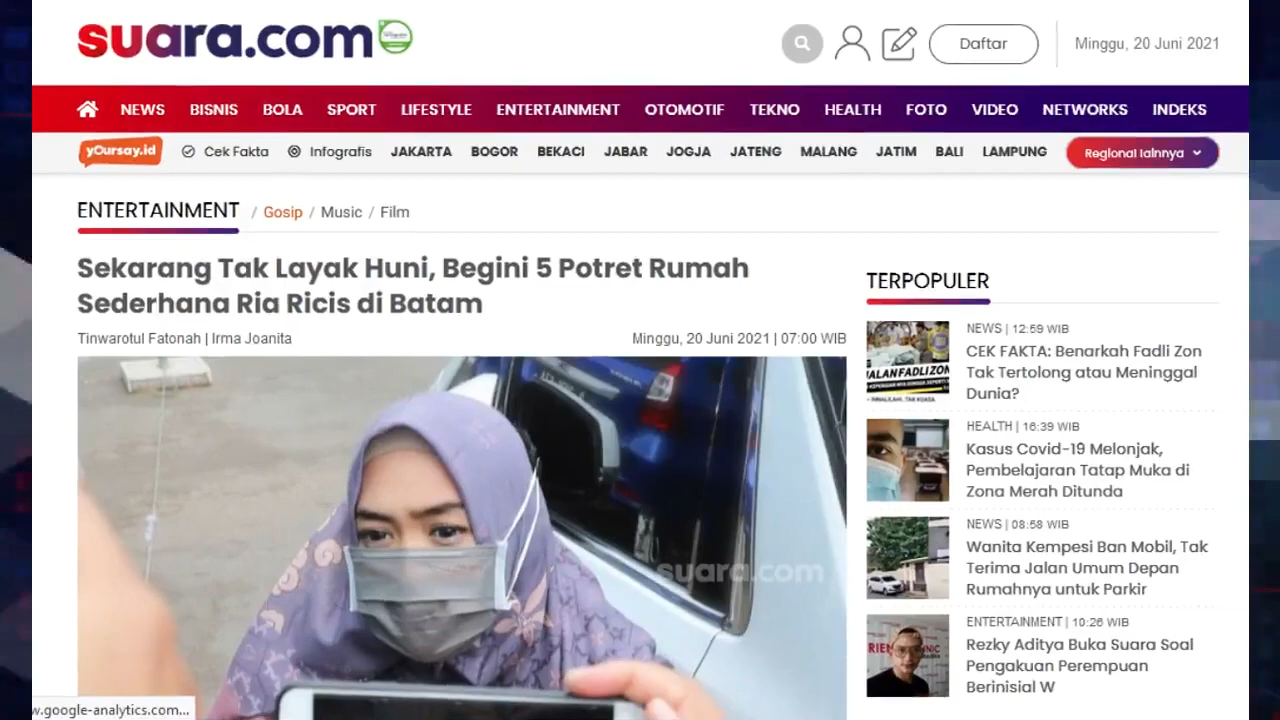 suara.com
Daftar
Minggu, 20 Juni 2021
NEWS BISNIS BOLA SPORT LIFESTYLE ENTERTAINMENT OTOMOTIF TEKNO HEALTH FOTO VIDEO NETWORKS INDEKS
yOursay.id Cek Fakta Infografis JAKARTA BOGOR BEKACI JABAR JOGJA JATENG MALANG JATIM BALI LAMPUNG Regional lainnya
ENTERTAINMENT / Gosip / Music / Film
Sekarang Tak Layak Huni, Begini 5 Potret Rumah
Sederhana Ria Ricis di Batam
Tinwarotul Fatonah | Irma Joanita
Minggu, 20 Juni 2021 | 07:00 WIB
suara.com
TERPOPULER
NEWS | 12:59 WIB
CEK FAKTA: Benarkah Fadli Zon
Tak Tertolong atau Meninggal
Dunia?
HEALTH | 16:39 WIB
Kasus Covid-19 Melonjak,
Pembelajaran Tatap Muka di
Zona Merah Ditunda
NEWS | 08:58 WIB
Wanita Kempesi Ban Mobil, Tak
Terima Jalan Umum Depan
Rumahnya untuk Parkir
ENTERTAINMENT | 10:26 WIB
Rezky Aditya Buka Suara Soal
Pengakuan Perempuan
Berinisial W
w.google-analytics.com...